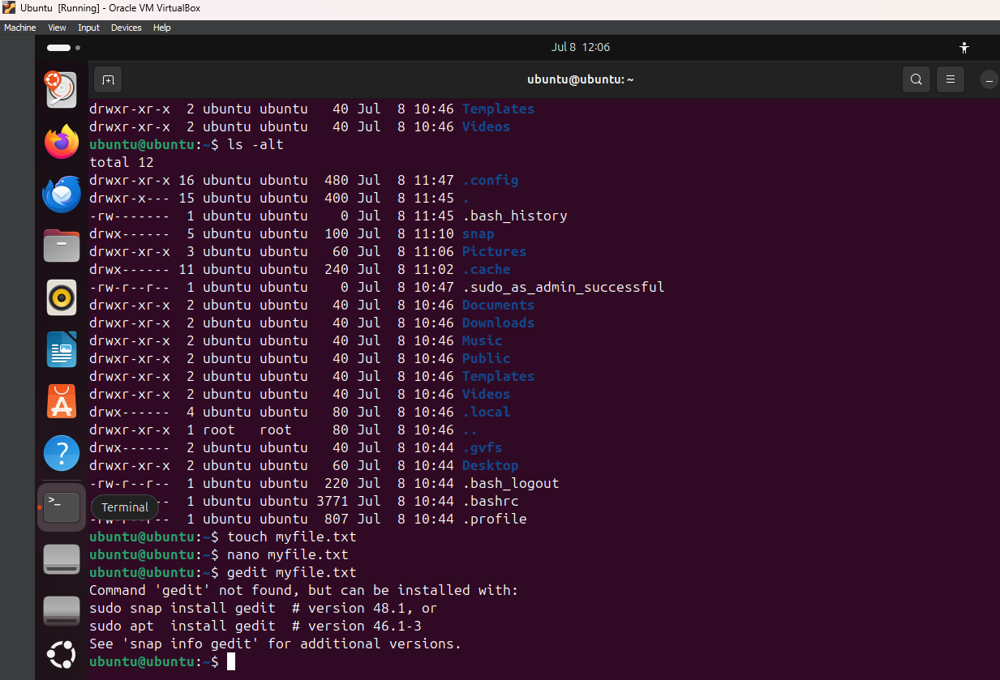 Ubuntu [Running] - Oracle VM VirtualBox
Machine View Input Devices Help
Jul 8 12:06
ubuntu@ubuntu: ~
drwxr-xr-x  2 ubuntu ubuntu   40 Jul  8 10:46 Templates
drwxr-xr-x  2 ubuntu ubuntu   40 Jul  8 10:46 Videos
ubuntu@ubuntu:~$ ls -alt
total 12
drwxr-xr-x 16 ubuntu ubuntu  480 Jul  8 11:47 .config
drwxr-x--- 15 ubuntu ubuntu  400 Jul  8 11:45 .
-rw-------  1 ubuntu ubuntu    0 Jul  8 11:45 .bash_history
drwx------  5 ubuntu ubuntu  100 Jul  8 11:10 snap
drwxr-xr-x  3 ubuntu ubuntu   60 Jul  8 11:06 Pictures
drwx------ 11 ubuntu ubuntu  240 Jul  8 11:02 .cache
-rw-r--r--  1 ubuntu ubuntu    0 Jul  8 10:47 .sudo_as_admin_successful
drwxr-xr-x  2 ubuntu ubuntu   40 Jul  8 10:46 Documents
drwxr-xr-x  2 ubuntu ubuntu   40 Jul  8 10:46 Downloads
drwxr-xr-x  2 ubuntu ubuntu   40 Jul  8 10:46 Music
drwxr-xr-x  2 ubuntu ubuntu   40 Jul  8 10:46 Public
drwxr-xr-x  2 ubuntu ubuntu   40 Jul  8 10:46 Templates
drwxr-xr-x  2 ubuntu ubuntu   40 Jul  8 10:46 Videos
drwx------  4 ubuntu ubuntu   80 Jul  8 10:46 .local
drwxr-xr-x  1 root   root     80 Jul  8 10:46 ..
drwx------  2 ubuntu ubuntu   40 Jul  8 10:44 .gvfs
drwxr-xr-x  2 ubuntu ubuntu   60 Jul  8 10:44 Desktop
-rw-r--r--  1 ubuntu ubuntu  220 Jul  8 10:44 .bash_logout
Terminal
1 ubuntu ubuntu 3771 Jul  8 10:44 .bashrc
-rw-r--r--  1 ubuntu ubuntu  807 Jul  8 10:44 .profile
ubuntu@ubuntu:~$ touch myfile.txt
ubuntu@ubuntu:~$ nano myfile.txt
ubuntu@ubuntu:~$ gedit myfile.txt
Command 'gedit' not found, but can be installed with:
sudo snap install gedit  # version 48.1, or
sudo apt  install gedit  # version 46.1-3
See 'snap info gedit' for additional versions.
ubuntu@ubuntu:~$